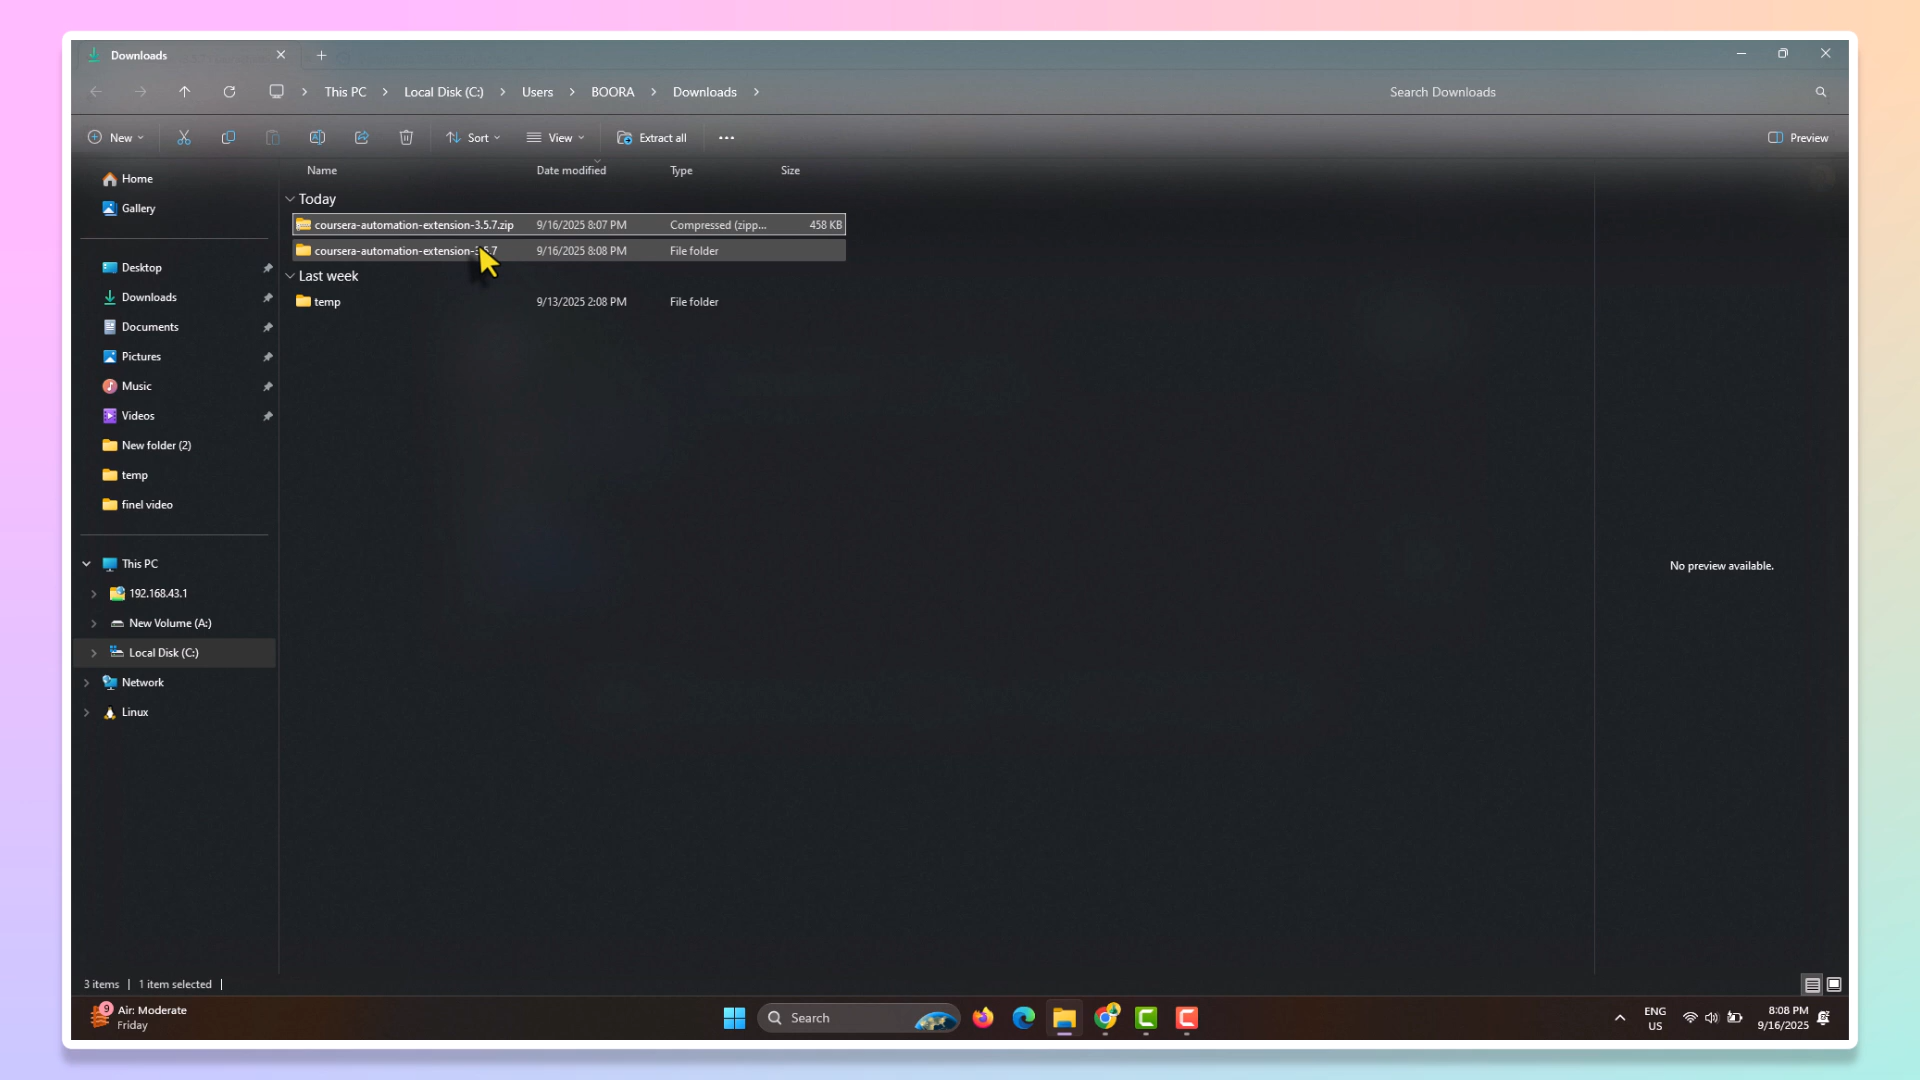 Downloads
This PC
Local Disk (C:)
Users
BOORA
Downloads
Search Downloads
New
Sort
View
Extract all
Preview
Name Date modified Type Size
Today
coursera-automation-extension-3.5.7.zip 9/16/2025 8:07 PM Compressed (zipp... 458 KB
coursera-automation-extension-3.5.7 9/16/2025 8:08 PM File folder
Last week
temp 9/13/2025 2:08 PM File folder
Home
Gallery
Desktop
Downloads
Documents
Pictures
Music
Videos
New folder (2)
temp
finel video
This PC
192.168.43.1
New Volume (A:)
Local Disk (C:)
Network
Linux
No preview available.
3 items 1 item selected
9
Air: Moderate
Friday
Search
ENG
US
8:08 PM
9/16/2025